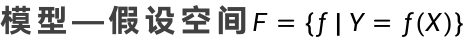 模型—假设空间F = {f | Y = f(X)}